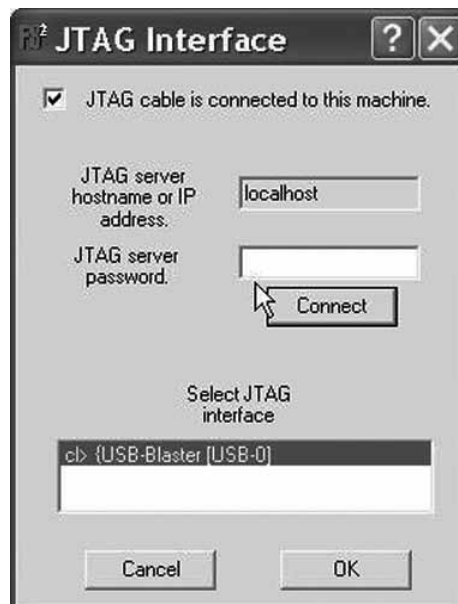 JTAG Interface
JTAG cable is connected to this machine.
JTAG server
hostname or IP
address.
localhost
JTAG server
password.
Connect
Select JTAG
interface
cl> {USB-Blaster [USB-0]
Cancel
OK